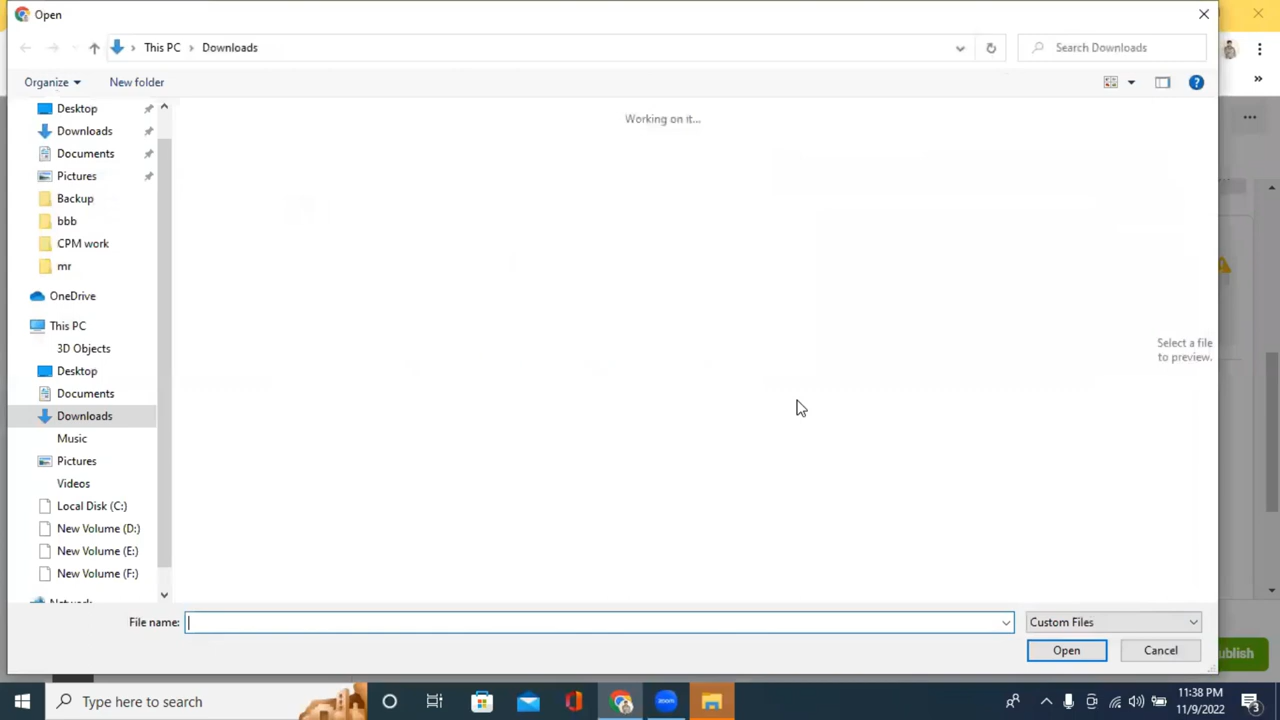 Open
This PC > Downloads
Search Downloads
Organize
New folder
Desktop
Downloads
Documents
Pictures
Backup
bbb
CPM work
mr
OneDrive
This PC
3D Objects
Desktop
Documents
Downloads
Music
Pictures
Videos
Local Disk (C:)
New Volume (D:)
New Volume (E:)
New Volume (F:)
Working on it...
Select a file
to preview.
File name:
Custom Files
Open
Cancel
Type here to search
zoom
11:38 PM
11/9/2022
3